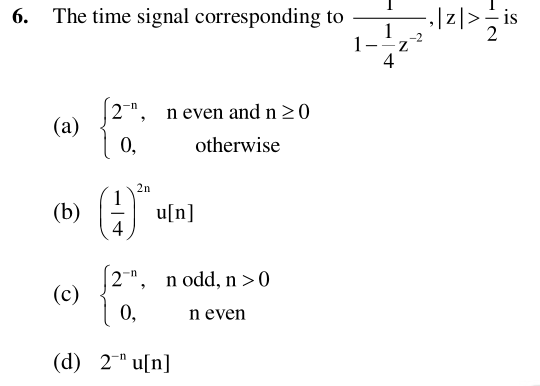 6. The time signal corresponding to 1/(1 - 1/4 z^-2), |z| > 1/2 is
(a) { 2^-n, n even and n ≥ 0
0, otherwise
(b) (1/4)^2n u[n]
(c) { 2^-n, n odd, n > 0
0, n even
(d) 2^-n u[n]